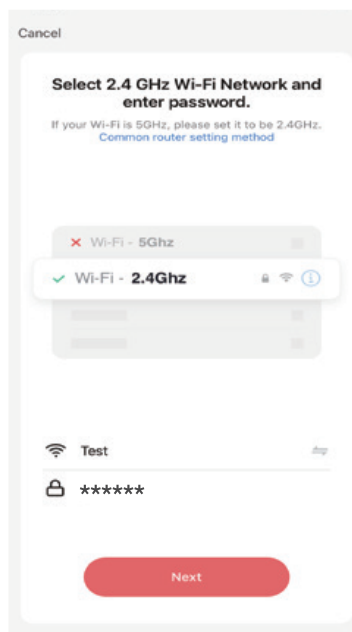 Cancel
Select 2.4 GHz Wi-Fi Network and
enter password.
If your Wi-Fi is 5GHz, please set it to be 2.4GHz.
Common router setting method
Wi-Fi - 5Ghz
Wi-Fi - 2.4Ghz
Test
******
Next